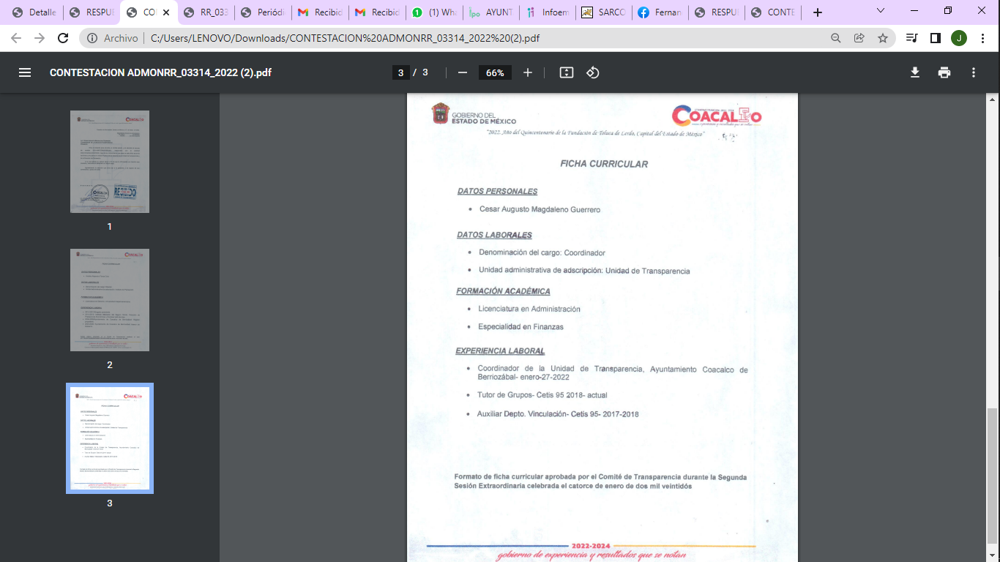 Detalle
RESPUE
CO
RR_033
Periódi
Recibid
Recibid
(1) Wha
AYUNT
Infoem
SARCO
Fernan
RESPUE
CONTE
Archivo
C:/Users/LENOVO/Downloads/CONTESTACION%20ADMONRR_03314_2022%20(2).pdf
J
CONTESTACION ADMONRR_03314_2022 (2).pdf
3 / 3
66%
1
2
3
GOBIERNO DEL
ESTADO DE MÉXICO
COACALCO
"2022. Año del Quincentenario de la Fundación de Toluca de Lerdo, Capital del Estado de México"
FICHA CURRICULAR
DATOS PERSONALES
• Cesar Augusto Magdaleno Guerrero
DATOS LABORALES
• Denominación del cargo: Coordinador
• Unidad administrativa de adscripción: Unidad de Transparencia
FORMACIÓN ACADÉMICA
• Licenciatura en Administración
• Especialidad en Finanzas
EXPERIENCIA LABORAL
• Coordinador de la Unidad de Transparencia, Ayuntamiento Coacalco de
Berriozábal- enero-27-2022
• Tutor de Grupos- Cetis 95 2018- actual
• Auxiliar Depto. Vinculación- Cetis 95- 2017-2018
Formato de ficha curricular aprobada por el Comité de Transparencia durante la Segunda
Sesión Extraordinaria celebrada el catorce de enero de dos mil veintidós
2022-2024
gobierno de experiencia y resultados que se notan